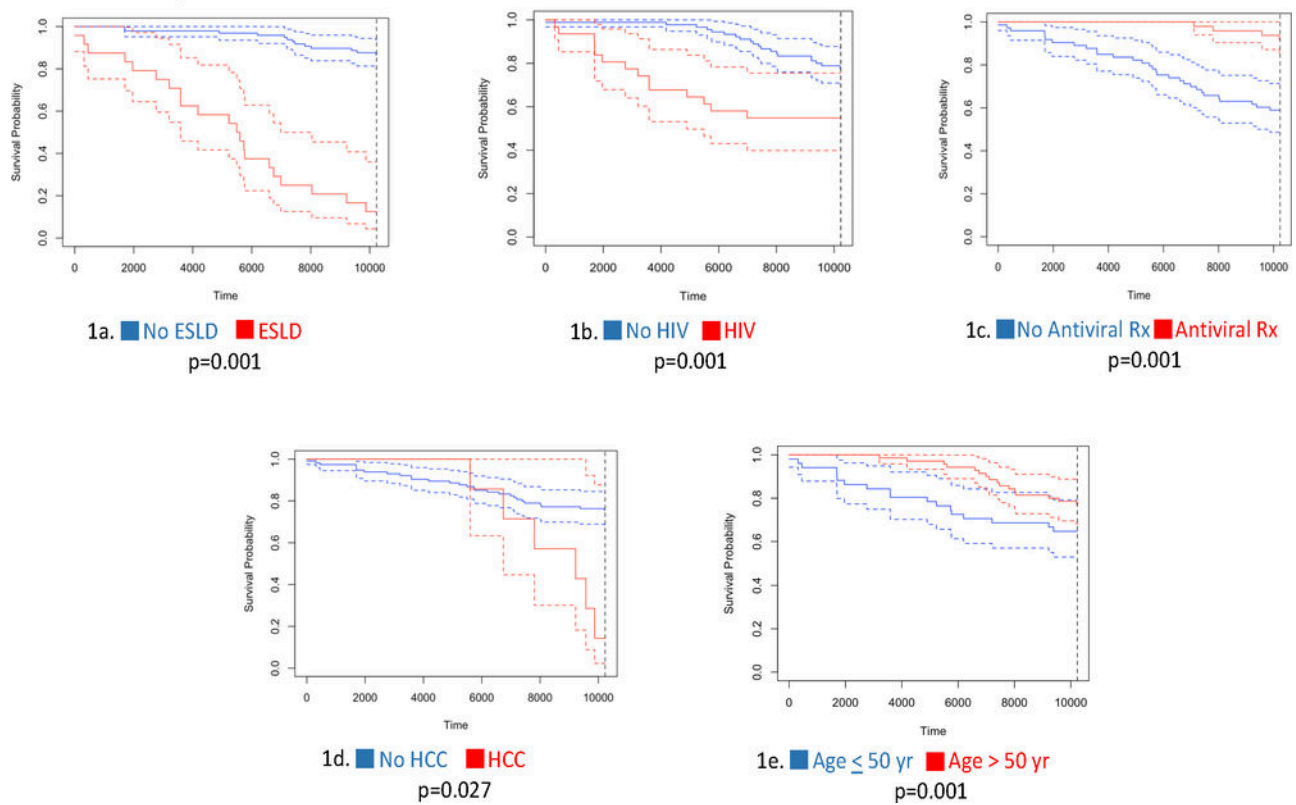 Survival Probability
0.0 0.2 0.4 0.6 0.8 1.0
0 2000 4000 6000 8000 10000
Time
1a. No ESLD ESLD
p=0.001
Survival Probability
0.0 0.2 0.4 0.6 0.8 1.0
0 2000 4000 6000 8000 10000
Time
1b. No HIV HIV
p=0.001
Survival Probability
0.0 0.2 0.4 0.6 0.8 1.0
0 2000 4000 6000 8000 10000
Time
1c. No Antiviral Rx Antiviral Rx
p=0.001
Survival Probability
0.0 0.2 0.4 0.6 0.8 1.0
0 2000 4000 6000 8000 10000
Time
1d. No HCC HCC
p=0.027
Survival Probability
0.0 0.2 0.4 0.6 0.8 1.0
0 2000 4000 6000 8000 10000
Time
1e. Age ≤ 50 yr Age > 50 yr
p=0.001